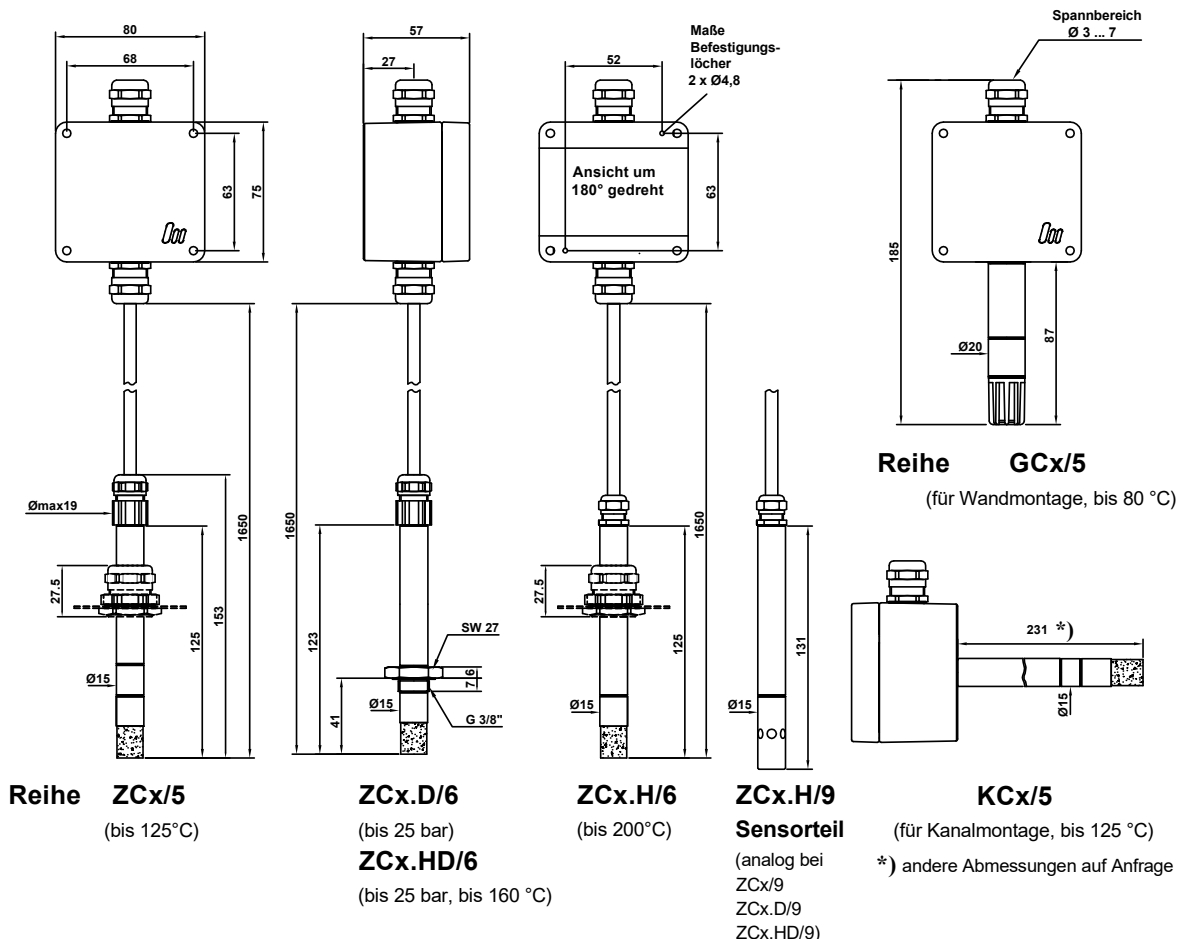 80
68
63
75
Ømax19
27.5
Ø15
125
153
1650
Reihe ZCx/5
(bis 125°C)
57
27
1650
123
41
SW 27
6
7
Ø15
G 3/8"
ZCx.D/6
(bis 25 bar)
ZCx.HD/6
(bis 25 bar, bis 160 °C)
Maße
Befestigungs-
löcher
2 x Ø4,8
52
Ansicht um
180° gedreht
63
27.5
Ø15
125
1650
ZCx.H/6
(bis 200°C)
131
Ø15
ZCx.H/9
Sensorteil
(analog bei
ZCx/9
ZCx.D/9
ZCx.HD/9)
Spannbereich
Ø 3 ... 7
185
Ø20
87
Reihe GCx/5
(für Wandmontage, bis 80 °C)
231 *)
Ø15
KCx/5
(für Kanalmontage, bis 125 °C)
*) andere Abmessungen auf Anfrage